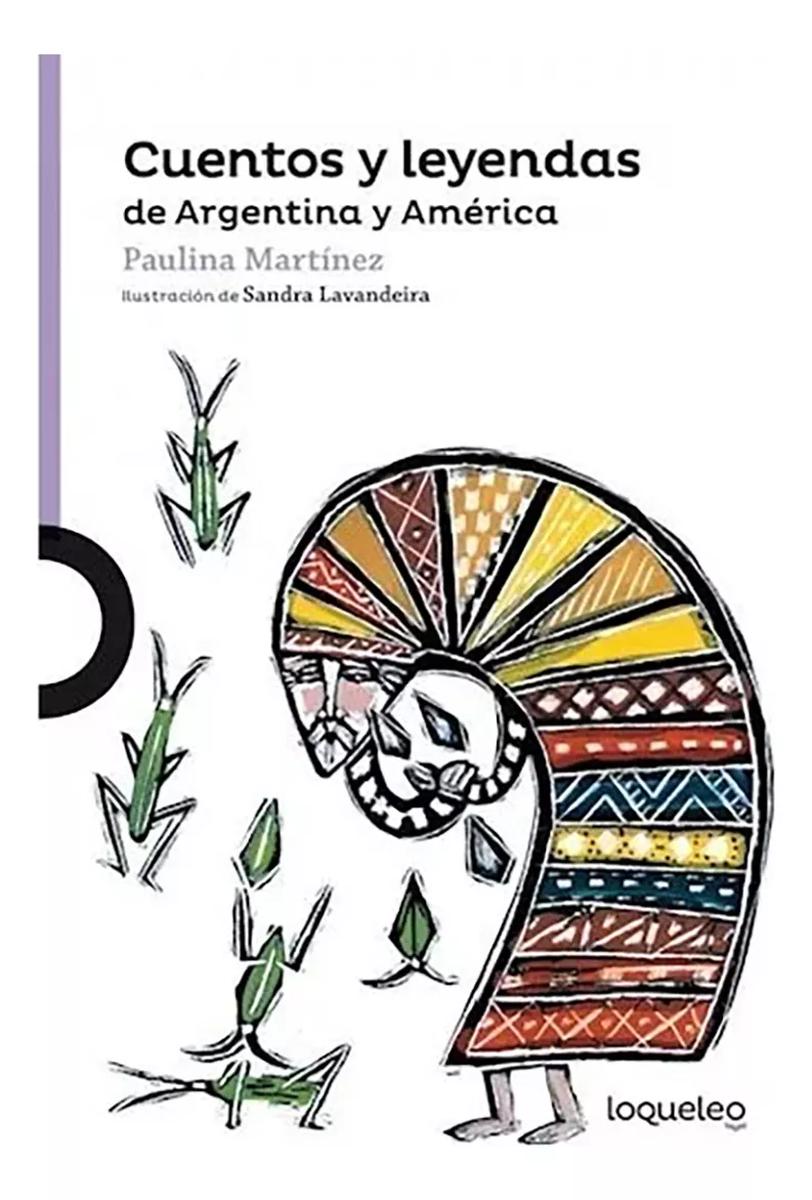 Cuentos y leyendas
de Argentina y América
Paulina Martínez
Ilustración de Sandra Lavandeira
loqueleo